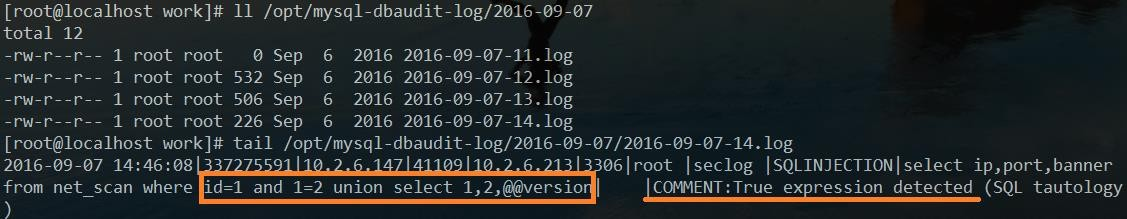 [root@localhost work]# ll /opt/mysql-dbaudit-log/2016-09-07
total 12
-rw-r--r-- 1 root root   0 Sep  6  2016 2016-09-07-11.log
-rw-r--r-- 1 root root 532 Sep  6  2016 2016-09-07-12.log
-rw-r--r-- 1 root root 506 Sep  6  2016 2016-09-07-13.log
-rw-r--r-- 1 root root 226 Sep  6  2016 2016-09-07-14.log
[root@localhost work]# tail /opt/mysql-dbaudit-log/2016-09-07/2016-09-07-14.log
2016-09-07 14:46:08|337275591|10.2.6.147|41109|10.2.6.213|3306|root |seclog |SQLINJECTION|select ip,port,banner
from net_scan where id=1 and 1=2 union select 1,2,@@version|    |COMMENT:True expression detected (SQL tautology
)